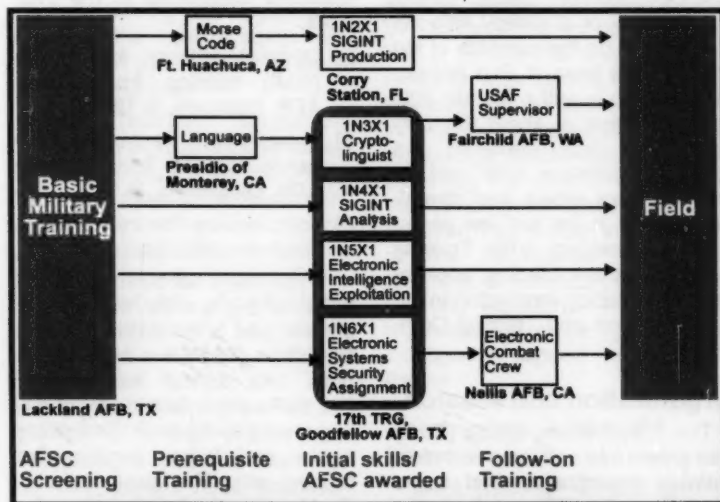 Morse
Code
Ft. Huachuca, AZ
1N2X1
SIGINT
Production
Corry
Station, FL
USAF
Supervisor
Fairchild AFB, WA
Language
Presidio of
Monterey, CA
1N3X1
Crypto-
linguist
Basic
Military
Training
1N4X1
SIGINT
Analysis
Field
1N5X1
Electronic
Intelligence
Exploitation
1N6X1
Electronic
Systems
Security
Assignment
Electronic
Combat
Crew
Nellis AFB, CA
Lackland AFB, TX
17th TRG,
Goodfellow AFB, TX
AFSC
Screening
Prerequisite
Training
Initial skills/
AFSC awarded
Follow-on
Training